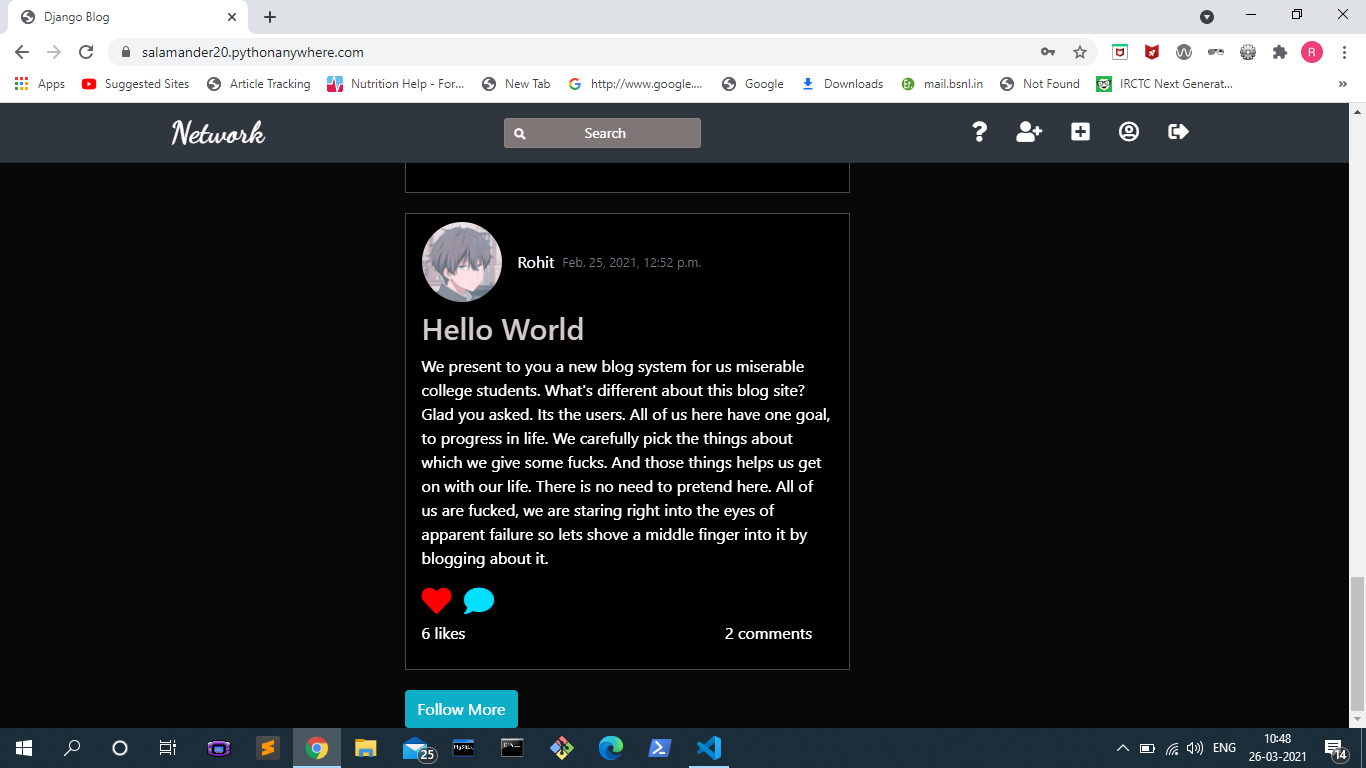 Django Blog
salamander20.pythonanywhere.com
R
Apps Suggested Sites Article Tracking Nutrition Help - For... New Tab http://www.google.... Google Downloads mail.bsnl.in Not Found IRCTC Next Generat... »
Network Search
Rohit Feb. 25, 2021, 12:52 p.m.
Hello World
We present to you a new blog system for us miserable
college students. What's different about this blog site?
Glad you asked. Its the users. All of us here have one goal,
to progress in life. We carefully pick the things about
which we give some fucks. And those things helps us get
on with our life. There is no need to pretend here. All of
us are fucked, we are staring right into the eyes of
apparent failure so lets shove a middle finger into it by
blogging about it.
6 likes 2 comments
Follow More
25 MySQL ENG 10:48
26-03-2021 14